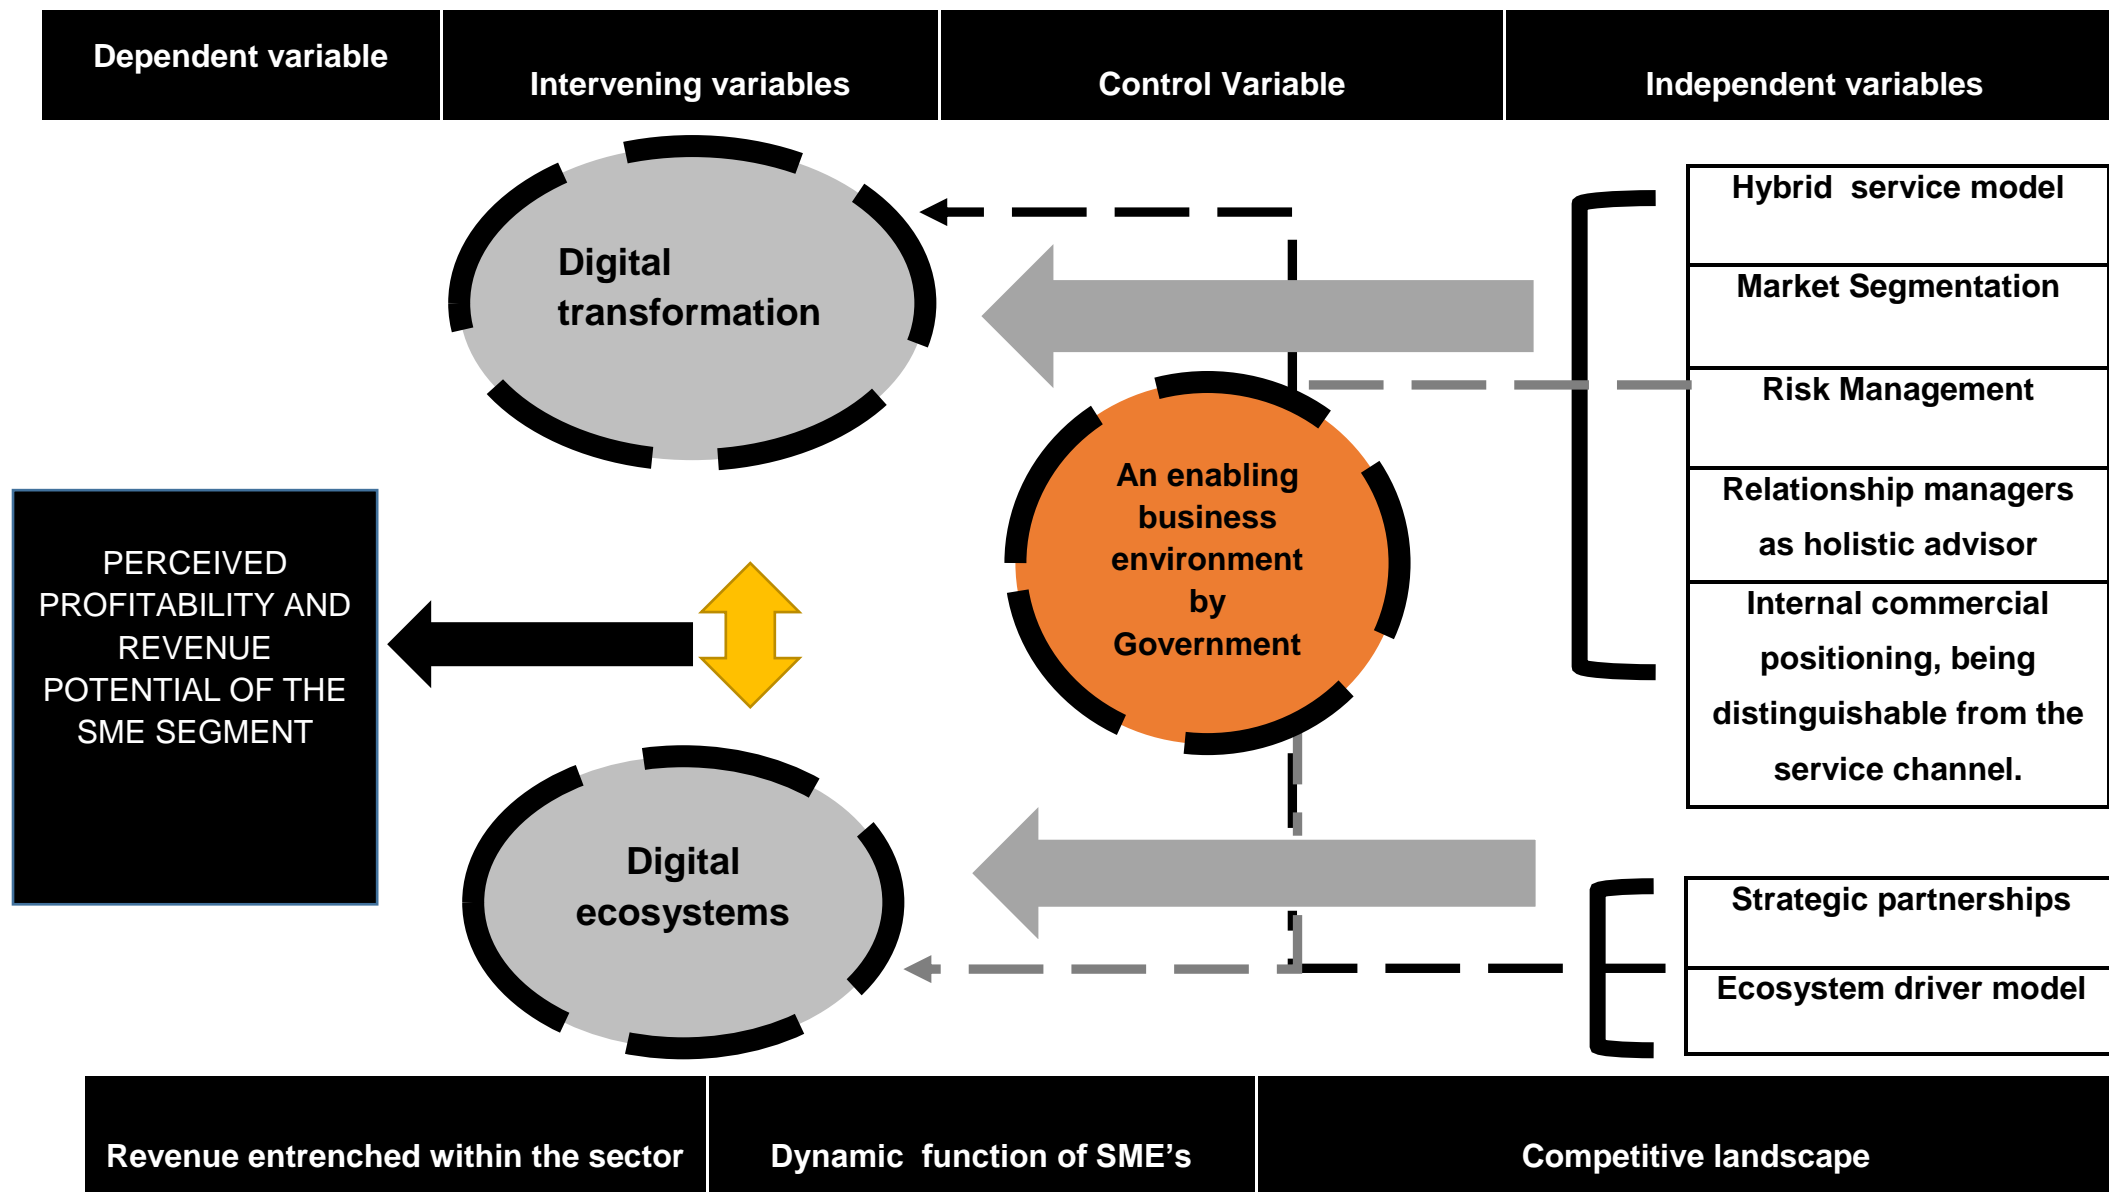 Dependent variable
Intervening variables
Control Variable
Independent variables
Digital
transformation
Hybrid  service model
Market Segmentation
Risk Management
Relationship managers
as holistic advisor
Internal commercial
positioning, being
distinguishable from the
service channel.
An enabling
business
environment
by
Government
PERCEIVED
PROFITABILITY AND
REVENUE
POTENTIAL OF THE
SME SEGMENT
Digital
ecosystems
Strategic partnerships
Ecosystem driver model
Revenue entrenched within the sector
Dynamic  function of SME’s
Competitive landscape